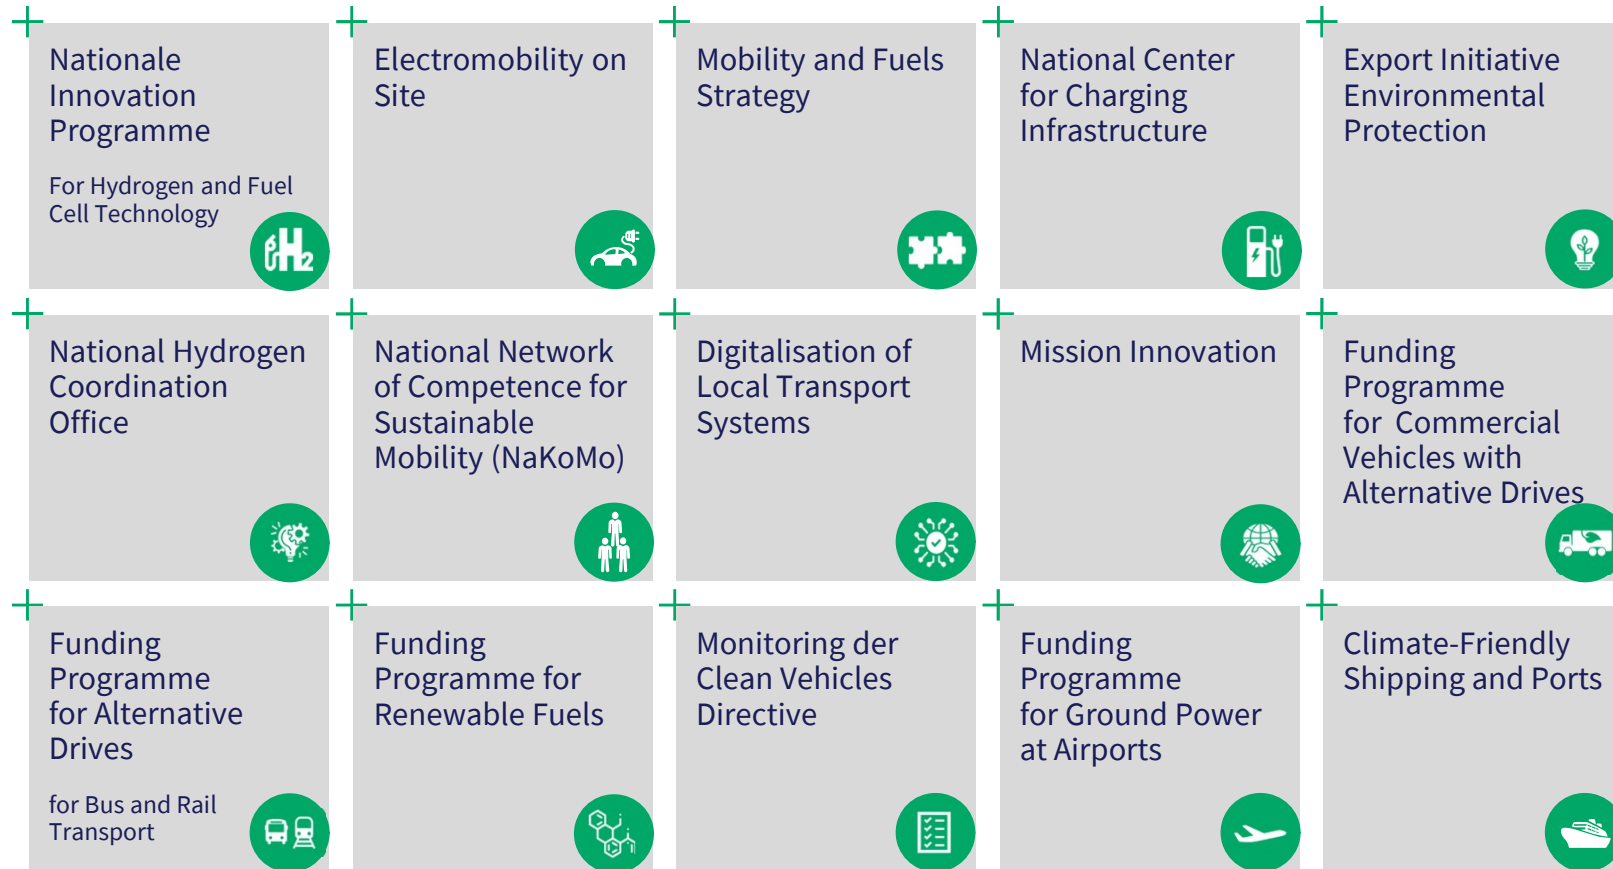 Nationale
Innovation
Programme
For Hydrogen and Fuel
Cell Technology
H2
Electromobility on
Site
Mobility and Fuels
Strategy
National Center
for Charging
Infrastructure
Export Initiative
Environmental
Protection
National Hydrogen
Coordination
Office
National Network
of Competence for
Sustainable
Mobility (NaKoMo)
Digitalisation of
Local Transport
Systems
Mission Innovation
Funding
Programme
for Commercial
Vehicles with
Alternative Drives
Funding
Programme
for Alternative
Drives
for Bus and Rail
Transport
Funding
Programme for
Renewable Fuels
Monitoring der
Clean Vehicles
Directive
Funding
Programme
for Ground Power
at Airports
Climate-Friendly
Shipping and Ports